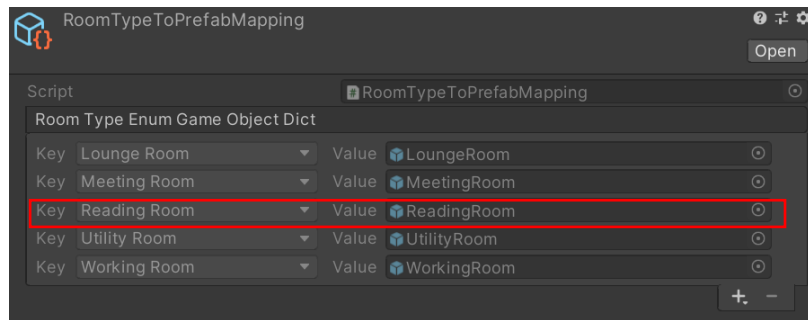 RoomTypeToPrefabMapping
Open
Script RoomTypeToPrefabMapping
Room Type Enum Game Object Dict
Key Lounge Room Value LoungeRoom
Key Meeting Room Value MeetingRoom
Key Reading Room Value ReadingRoom
Key Utility Room Value UtilityRoom
Key Working Room Value WorkingRoom